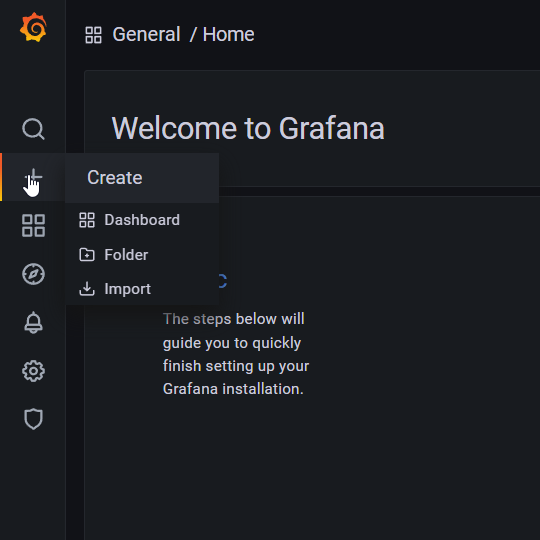 General / Home
Welcome to Grafana
Create
Dashboard
Folder
Import
The steps below will
guide you to quickly
finish setting up your
Grafana installation.